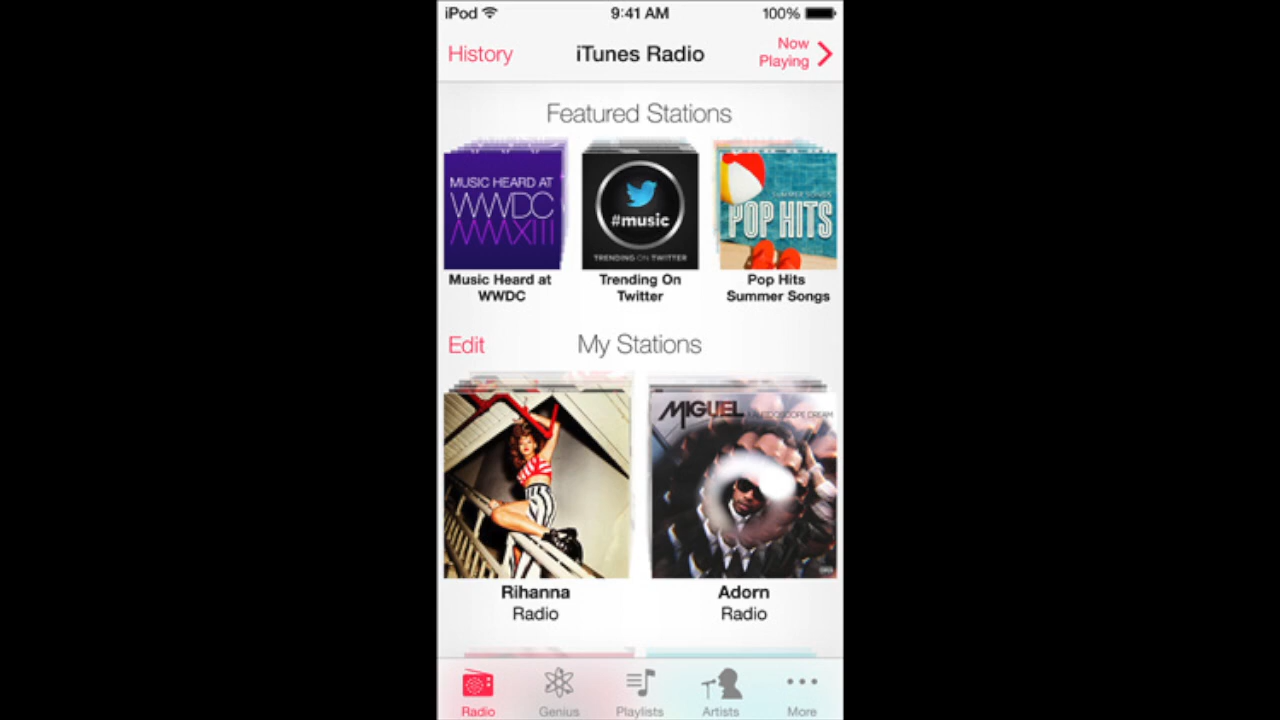 iPod 9:41 AM 100%
History iTunes Radio Now Playing
Featured Stations
MUSIC HEARD AT
WWDC
MMXIII
#music
TRENDING ON TWITTER
SUMMER SONGS
POP HITS
Music Heard at
WWDC
Trending On
Twitter
Pop Hits
Summer Songs
Edit My Stations
MIGUEL KALEIDOSCOPE DREAM
Rihanna
Radio
Adorn
Radio
Radio Genius Playlists Artists More